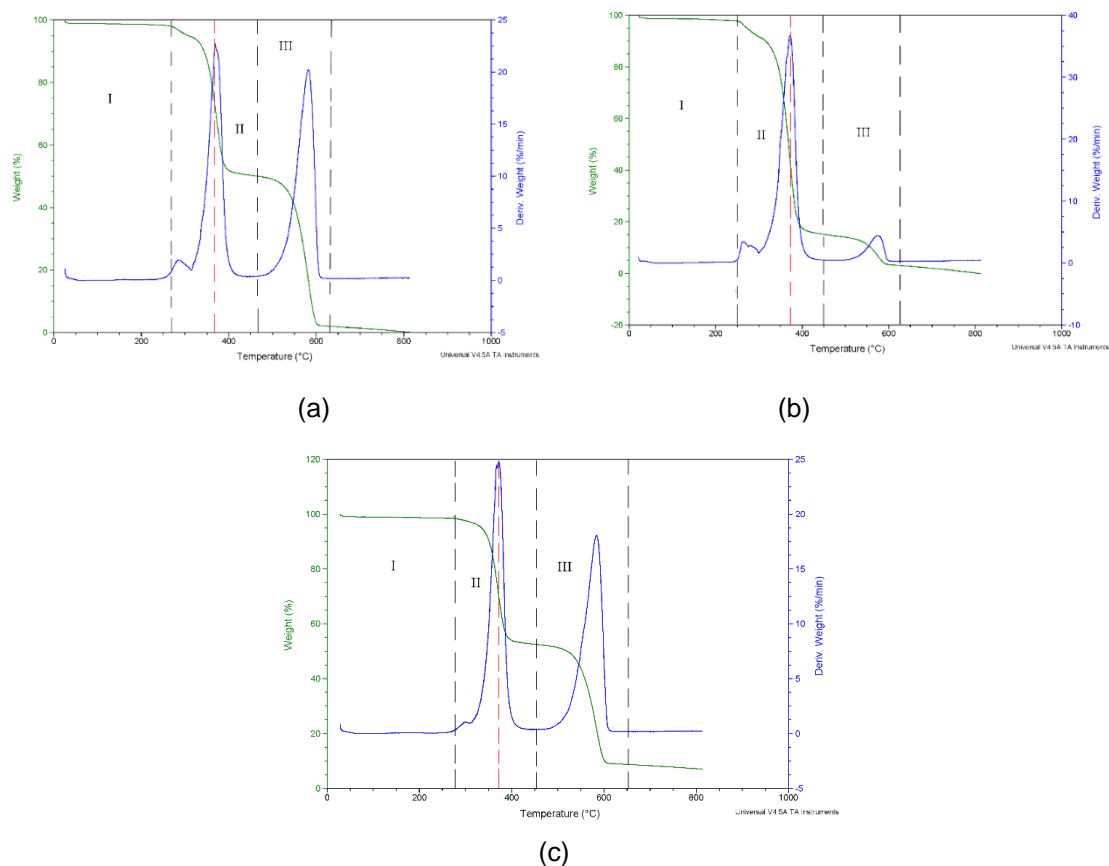 100
80
60
40
20
0
Weight (%)
I
II
III
25
20
15
10
5
0
-5
Deriv. Weight (%/min)
0
200
400
600
800
1000
Temperature (°C)
Universal V4.5A TA Instruments
(a)
100
80
60
40
20
0
-20
Weight (%)
I
II
III
40
30
20
10
0
-10
Deriv. Weight (%/min)
0
200
400
600
800
1000
Temperature (°C)
Universal V4.5A TA Instruments
(b)
120
100
80
60
40
20
0
Weight (%)
I
II
III
25
20
15
10
5
0
-5
Deriv. Weight (%/min)
0
200
400
600
800
1000
Temperature (°C)
Universal V4.5A TA Instruments
(c)